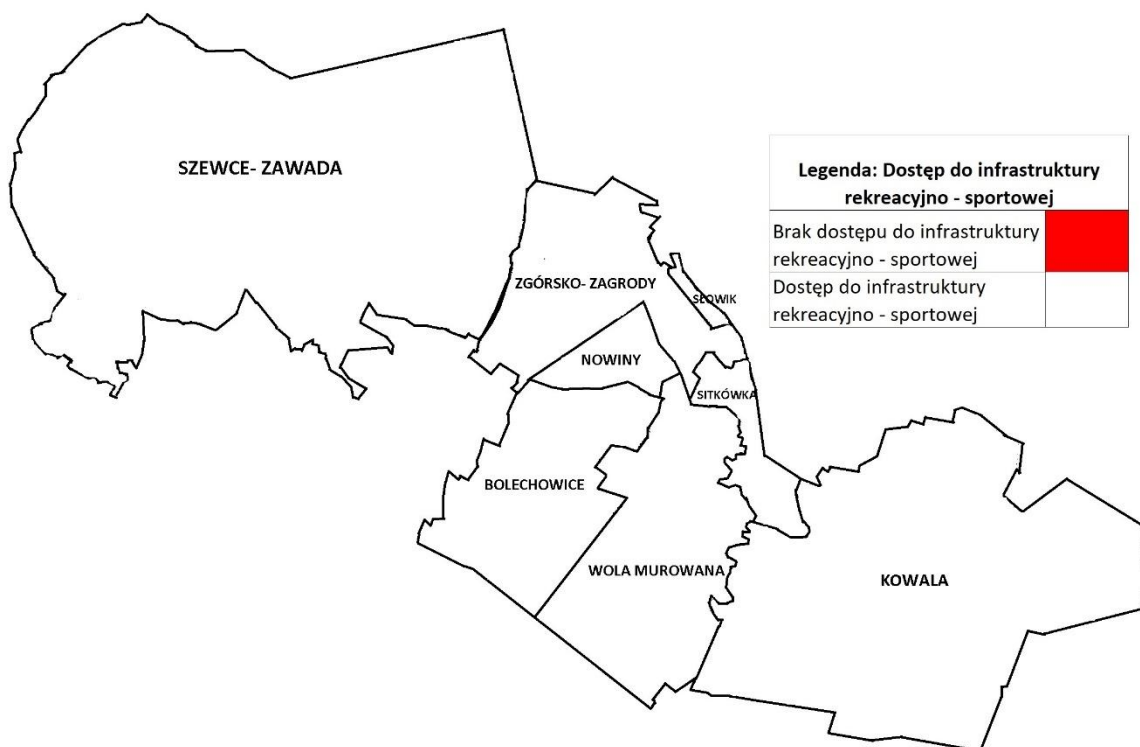 SZEWCE- ZAWADA
Legenda: Dostęp do infrastruktury
rekreacyjno - sportowej
Brak dostępu do infrastruktury
rekreacyjno - sportowej
Dostęp do infrastruktury
rekreacyjno - sportowej
ZGÓRSKO- ZAGRODY
SŁOWIK
NOWINY
SITKÓWKA
BOLECHOWICE
WOLA MUROWANA
KOWALA